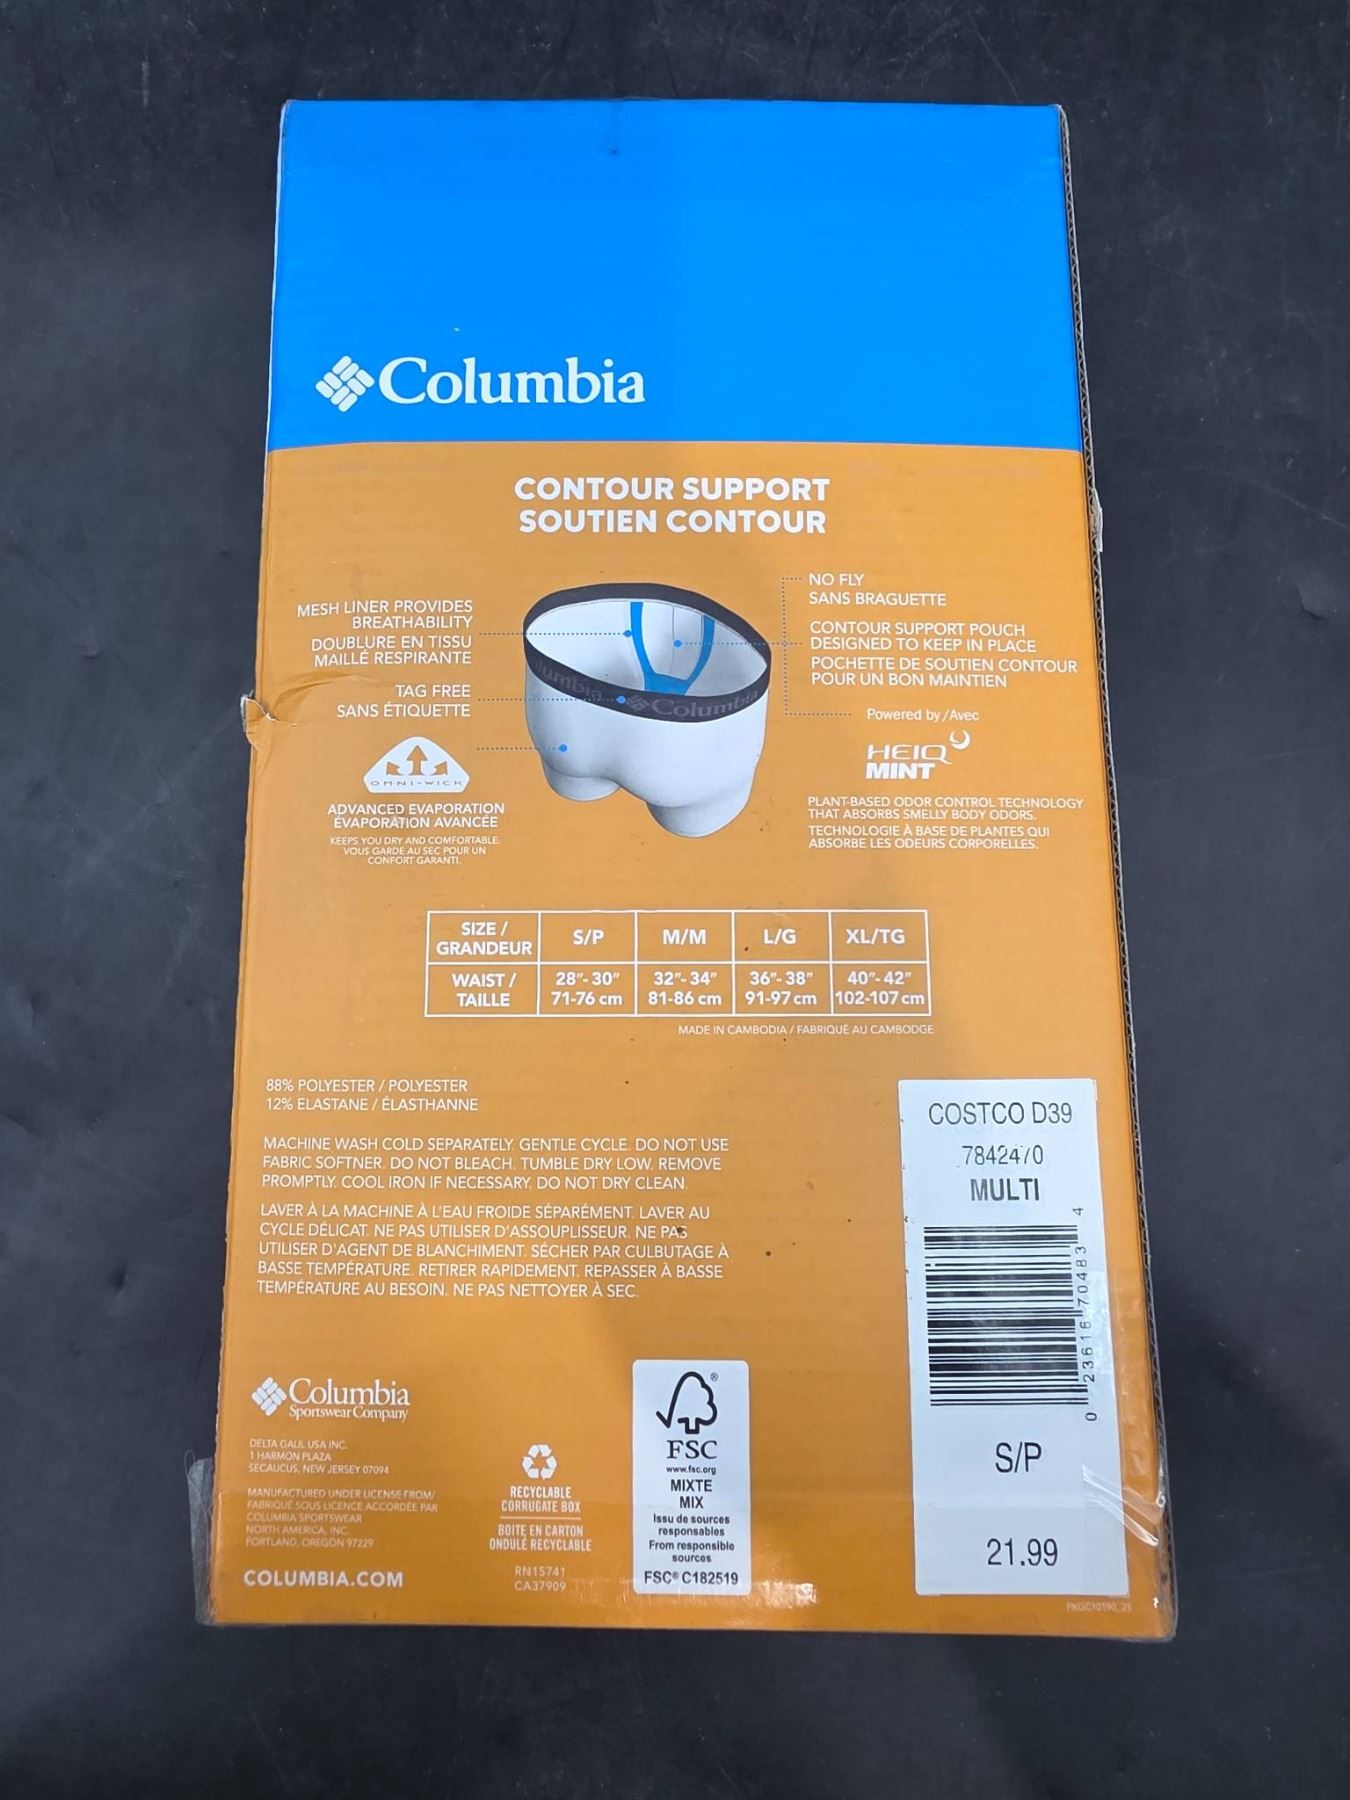 Columbia
CONTOUR SUPPORT
SOUTIEN CONTOUR
MESH LINER PROVIDES
BREATHABILITY
DOUBLURE EN TISSU
MAILLÉ RESPIRANTE
TAG FREE
SANS ÉTIQUETTE
OMNI-WICK
ADVANCED EVAPORATION
ÉVAPORATION AVANCÉE
KEEPS YOU DRY AND COMFORTABLE.
VOUS GARDE AU SEC POUR UN
CONFORT GARANTI.
umbia Columbia
NO FLY
SANS BRAGUETTE
CONTOUR SUPPORT POUCH
DESIGNED TO KEEP IN PLACE
POCHETTE DE SOUTIEN CONTOUR
POUR UN BON MAINTIEN
Powered by/Avec
HEIQ
MINT
PLANT-BASED ODOR CONTROL TECHNOLOGY
THAT ABSORBS SMELLY BODY ODORS.
TECHNOLOGIE À BASE DE PLANTES QUI
ABSORBE LES ODEURS CORPORELLES.
SIZE / GRANDEUR S/P M/M L/G XL/TG
WAIST / 28"-30" 32"-34" 36"-38" 40"-42"
TAILLE 71-76 cm 81-86 cm 91-97 cm 102-107 cm
MADE IN CAMBODIA / FABRIQUÉ AU CAMBODGE
88% POLYESTER / POLYESTER
12% ELASTANE / ÉLASTHANNE
MACHINE WASH COLD SEPARATELY. GENTLE CYCLE. DO NOT USE
FABRIC SOFTNER. DO NOT BLEACH. TUMBLE DRY LOW. REMOVE
PROMPTLY. COOL IRON IF NECESSARY. DO NOT DRY CLEAN.
LAVER À LA MACHINE À L'EAU FROIDE SÉPARÉMENT. LAVER AU
CYCLE DÉLICAT. NE PAS UTILISER D'ASSOUPLISSEUR. NE PAS
UTILISER D'AGENT DE BLANCHIMENT. SÉCHER PAR CULBUTAGE À
BASSE TEMPÉRATURE. RETIRER RAPIDEMENT. REPASSER À BASSE
TEMPÉRATURE AU BESOIN. NE PAS NETTOYER À SEC.
COSTCO D39
7842470
MULTI
0 23616 70483 4
S/P
21.99
Columbia
Sportswear Company
DELTA GALIL USA INC.
1 HARMON PLAZA
SECAUCUS, NEW JERSEY 07094
MANUFACTURED UNDER LICENSE FROM/
FABRIQUÉ SOUS LICENCE ACCORDÉE PAR
COLUMBIA SPORTSWEAR
NORTH AMERICA, INC.
PORTLAND, OREGON 97229
COLUMBIA.COM
RECYCLABLE
CORRUGATE BOX
BOITE EN CARTON
ONDULÉ RECYCLABLE
RN15741
CA37909
FSC
www.fsc.org
MIXTE
MIX
Issu de sources
responsables
From responsible
sources
FSC® C182519
PKGC10190_25